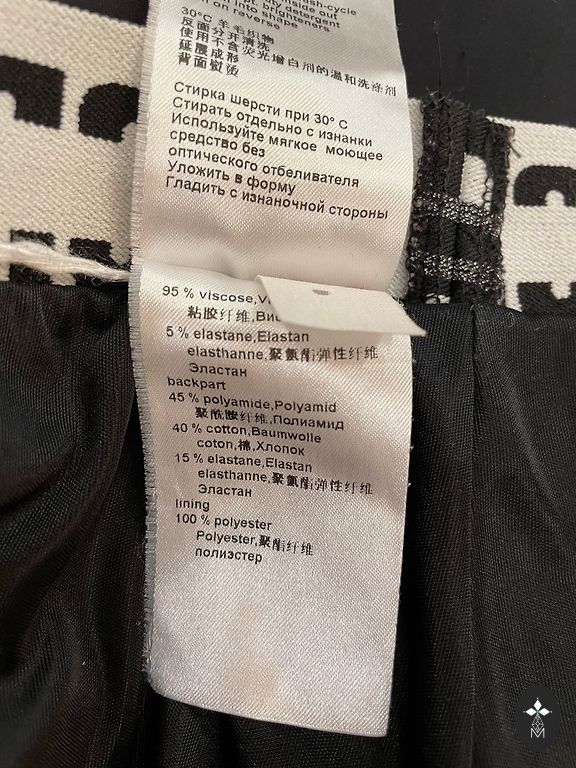 30°C 羊毛织物
反面分开清洗
使用不含荧光增白剂的温和洗涤剂
延展成形
背面熨烫
Стирка шерсти при 30° C
Стирать отдельно с изнанки
Используйте мягкое моющее
средство без
оптического отбеливателя
Уложить в форму
Гладить с изнаночной стороны
95 % viscose,
粘胶纤维,
5 % elastane,Elastan
elasthanne,聚氨酯弹性纤维
Эластан
backpart
45 % polyamide,Polyamid
聚酰胺纤维,Полиамид
40 % cotton,Baumwolle
coton,棉,Хлопок
15 % elastane,Elastan
elasthanne,聚氨酯弹性纤维
Эластан
lining
100 % polyester
Polyester,聚酯纤维
полиэстер